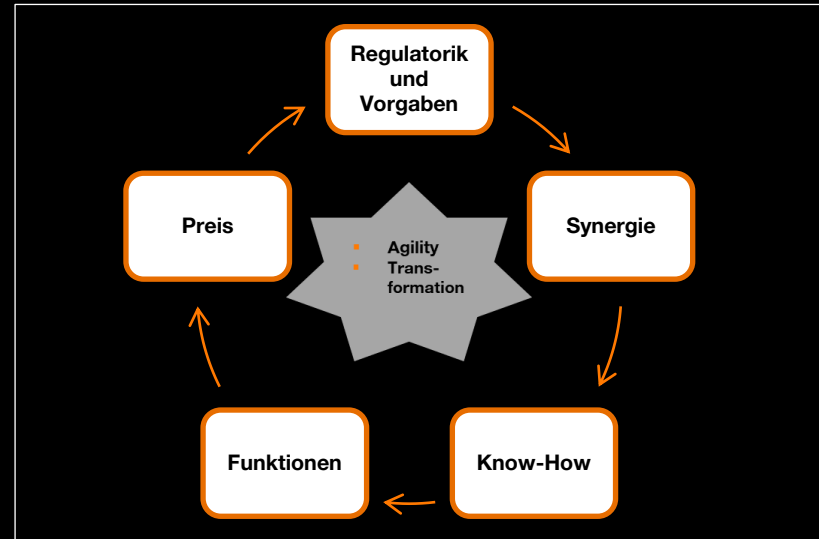 Regulatorik
und
Vorgaben
Preis
Synergie
▪ Agility
▪ Trans-
formation
Funktionen
Know-How